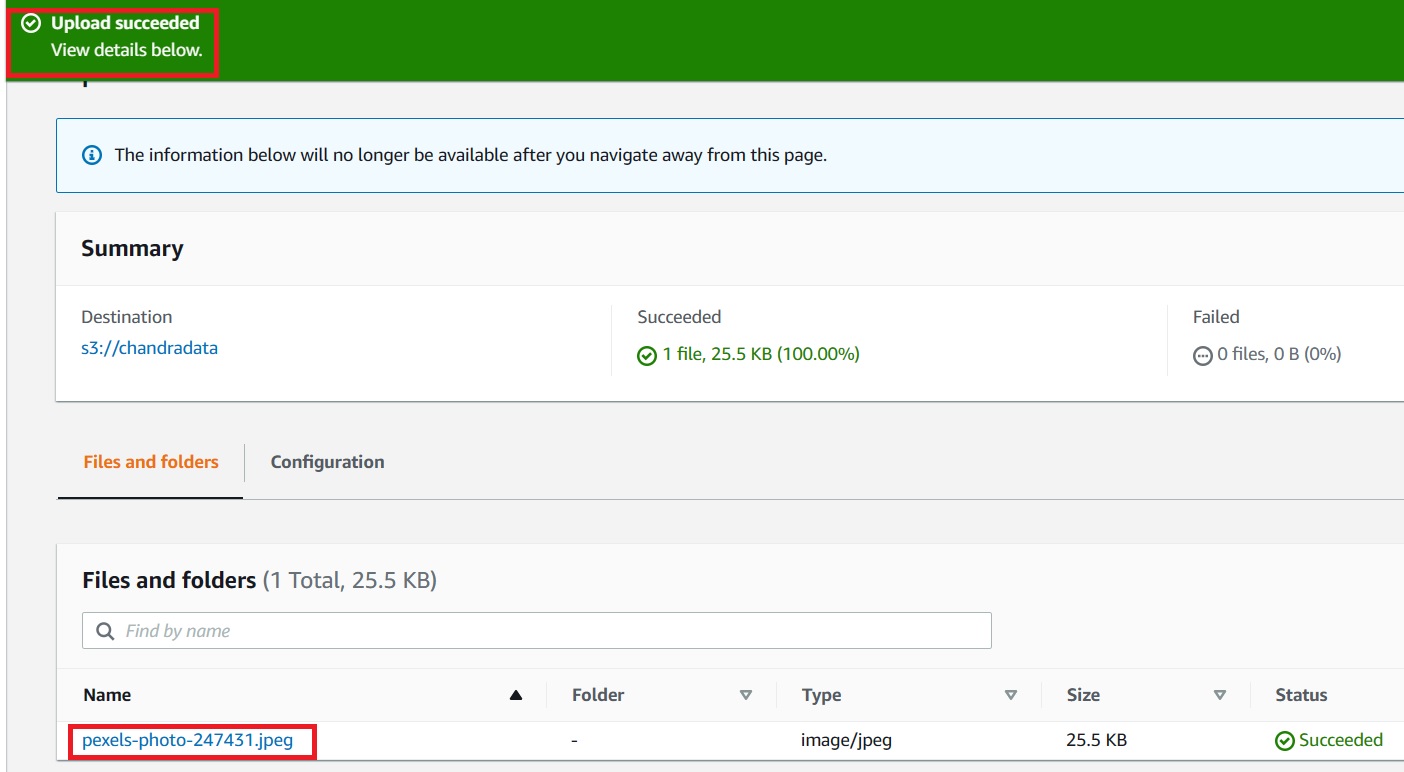 Upload succeeded
View details below.
The information below will no longer be available after you navigate away from this page.
Summary
Destination Succeeded Failed
s3://chandradata 1 file, 25.5 KB (100.00%) 0 files, 0 B (0%)
Files and folders Configuration
Files and folders (1 Total, 25.5 KB)
Find by name
Name Folder Type Size Status
pexels-photo-247431.jpeg - image/jpeg 25.5 KB Succeeded